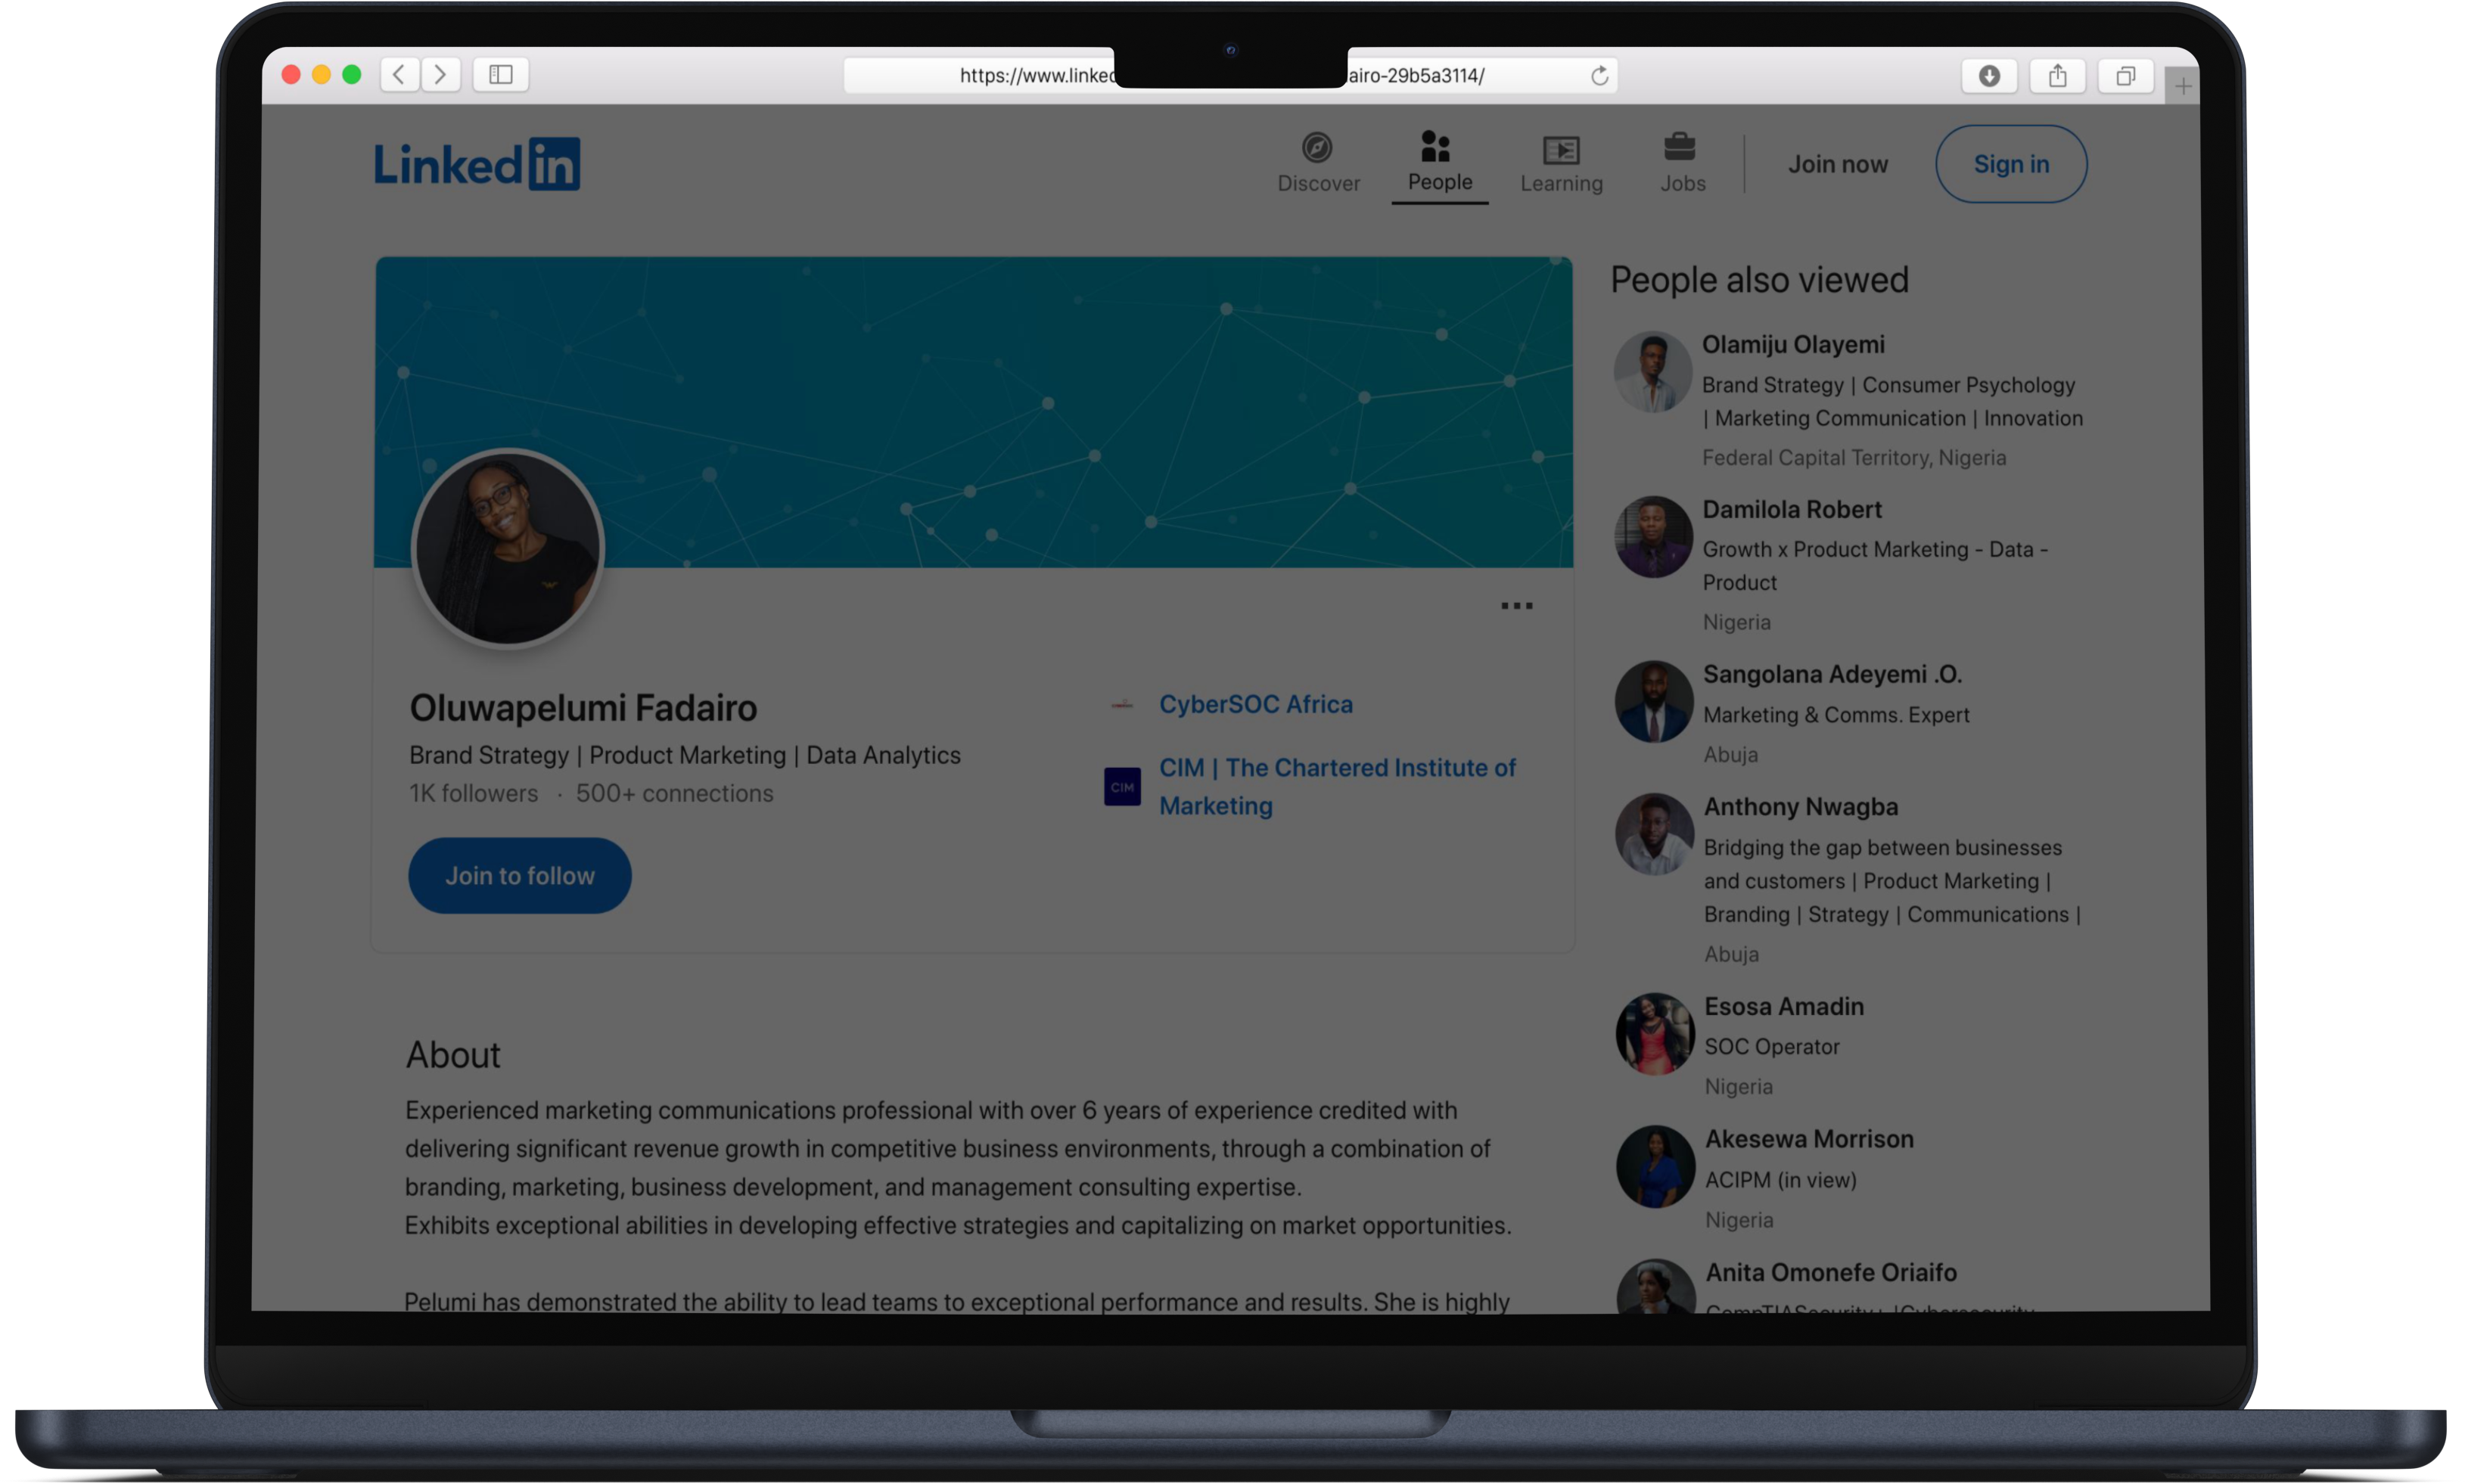 https://www.linked
airo-29b5a3114/
Linked in
Discover
People
Learning
Jobs
Join now
Sign in
People also viewed
Olamiju Olayemi
Brand Strategy | Consumer Psychology
| Marketing Communication | Innovation
Federal Capital Territory, Nigeria
Damilola Robert
Growth x Product Marketing - Data -
Product
Nigeria
Sangolana Adeyemi .O.
Marketing & Comms. Expert
Abuja
Anthony Nwagba
Bridging the gap between businesses
and customers | Product Marketing |
Branding | Strategy | Communications |
Abuja
Esosa Amadin
SOC Operator
Nigeria
Akesewa Morrison
ACIPM (in view)
Nigeria
Anita Omonefe Oriaifo
Oluwapelumi Fadairo
Brand Strategy | Product Marketing | Data Analytics
1K followers · 500+ connections
Join to follow
CyberSOC Africa
CIM
CIM | The Chartered Institute of
Marketing
About
Experienced marketing communications professional with over 6 years of experience credited with
delivering significant revenue growth in competitive business environments, through a combination of
branding, marketing, business development, and management consulting expertise.
Exhibits exceptional abilities in developing effective strategies and capitalizing on market opportunities.
Pelumi has demonstrated the ability to lead teams to exceptional performance and results. She is highly